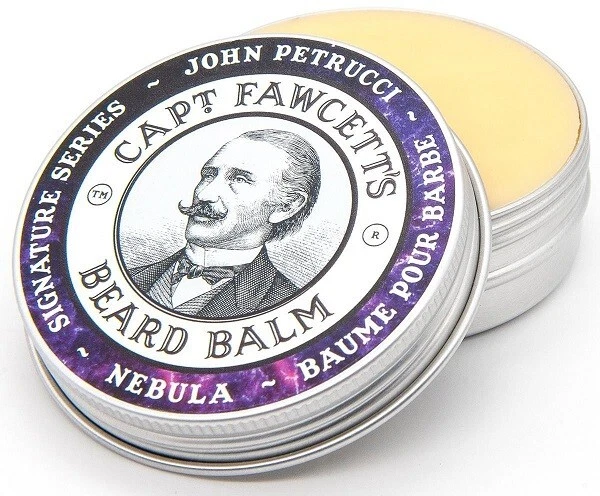 SIGNATURE SERIES ~ JOHN PETRUCCI ~
BAUME POUR BARBE ~ NEBULA ~
CAPT FAWCETT'S
TM
R
BEARD BALM